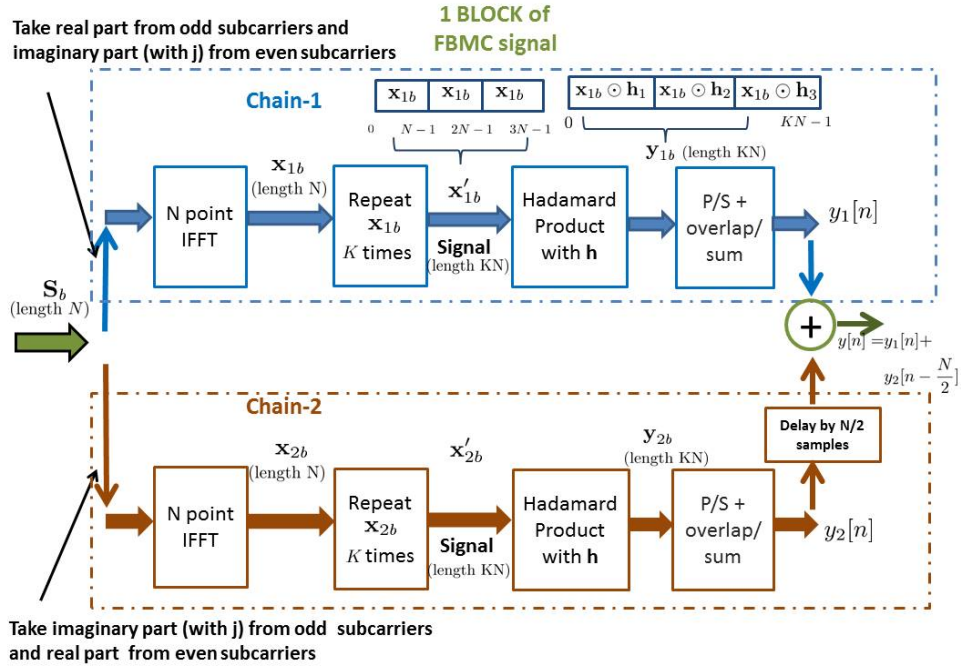 1 BLOCK of
FBMC signal
Take real part from odd subcarriers and
imaginary part (with j) from even subcarriers
Chain-1
x₁b x₁b x₁b
0 N − 1 2N − 1 3N − 1
x₁b ⊙ h₁ x₁b ⊙ h₂ x₁b ⊙ h₃
0 KN − 1
y₁b (length KN)
x₁b
(length N)
x′₁b
Signal
(length KN)
N point
IFFT
Repeat
x₁b
K times
Hadamard
Product
with h
P/S +
overlap/
sum
y₁[n]
S_b
(length N)
+
y[n] =y₁[n]+
y₂[n − N/2]
Chain-2
Delay by N/2
samples
x₂b
(length N)
x′₂b
y₂b
(length KN)
N point
IFFT
Repeat
x₂b
K times
Signal
(length KN)
Hadamard
Product
with h
P/S +
overlap/
sum
y₂[n]
Take imaginary part (with j) from odd subcarriers
and real part from even subcarriers